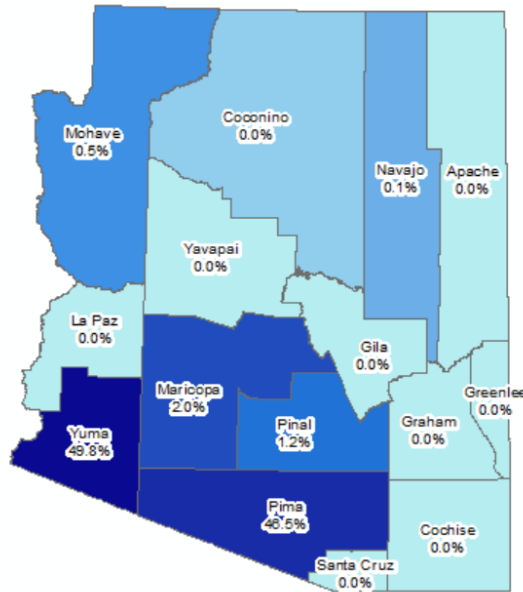 Coconino
0.0%
Mohave
0.5%
Navajo
0.1%
Apache
0.0%
Yavapai
0.0%
La Paz
0.0%
Gila
0.0%
Maricopa
2.0%
Greenlee
0.0%
Yuma
49.8%
Pinal
1.2%
Graham
0.0%
Pima
46.5%
Cochise
0.0%
Santa Cruz
0.0%